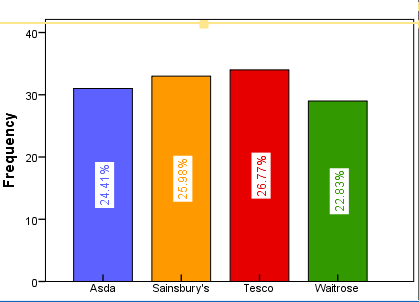 40
30
20
10
0
Frequency
24.41%
25.98%
26.77%
22.83%
Asda
Sainsbury's
Tesco
Waitrose